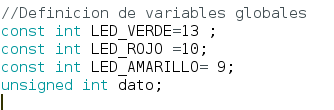 //Definicion de variables globales
const int LED_VERDE=13 ;
const int LED_ROJO =10;
const int LED_AMARILLO= 9;
unsigned int dato;